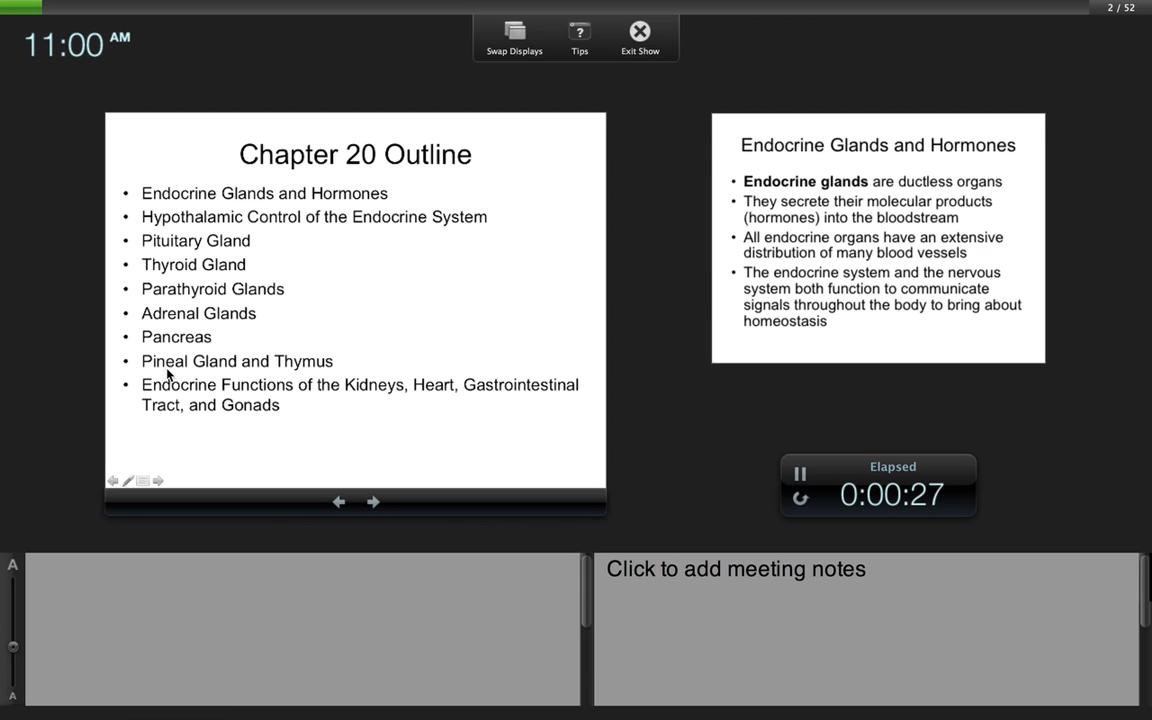 2 / 52
11:00 AM
Swap Displays
Tips
Exit Show
Chapter 20 Outline
• Endocrine Glands and Hormones
• Hypothalamic Control of the Endocrine System
• Pituitary Gland
• Thyroid Gland
• Parathyroid Glands
• Adrenal Glands
• Pancreas
• Pineal Gland and Thymus
• Endocrine Functions of the Kidneys, Heart, Gastrointestinal
Tract, and Gonads
Endocrine Glands and Hormones
• Endocrine glands are ductless organs
• They secrete their molecular products
(hormones) into the bloodstream
• All endocrine organs have an extensive
distribution of many blood vessels
• The endocrine system and the nervous
system both function to communicate
signals throughout the body to bring about
homeostasis
Elapsed
0:00:27
A
A
Click to add meeting notes